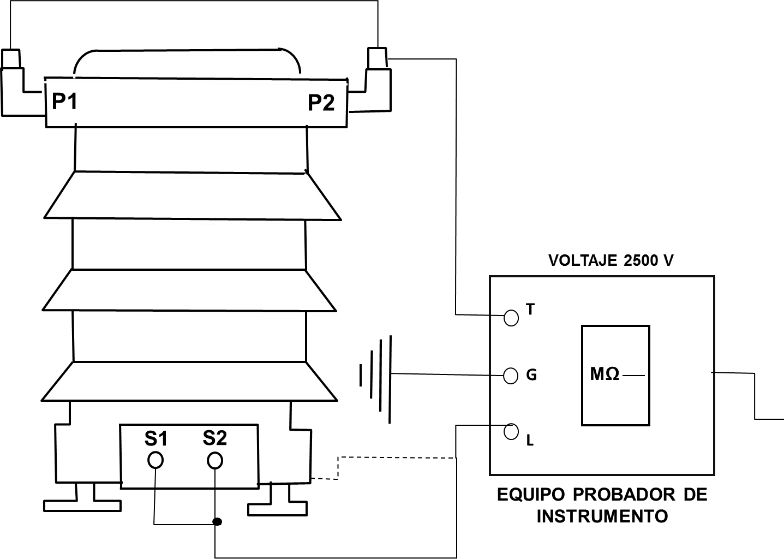 P1
P2
VOLTAJE 2500 V
T
MΩ
G
S1
S2
L
EQUIPO PROBADOR DE
INSTRUMENTO